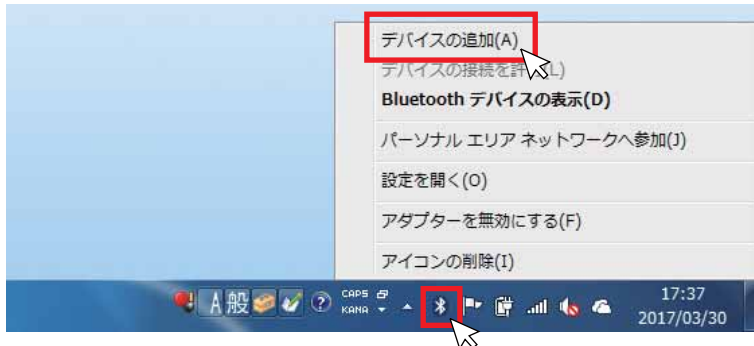 デバイスの追加(A)
デバイスの接続を許 L)
Bluetooth デバイスの表示(D)
パーソナル エリア ネットワークへ参加(J)
設定を開く(O)
アダプターを無効にする(F)
アイコンの削除(I)
A 般 CAPS KANA 17:37
2017/03/30